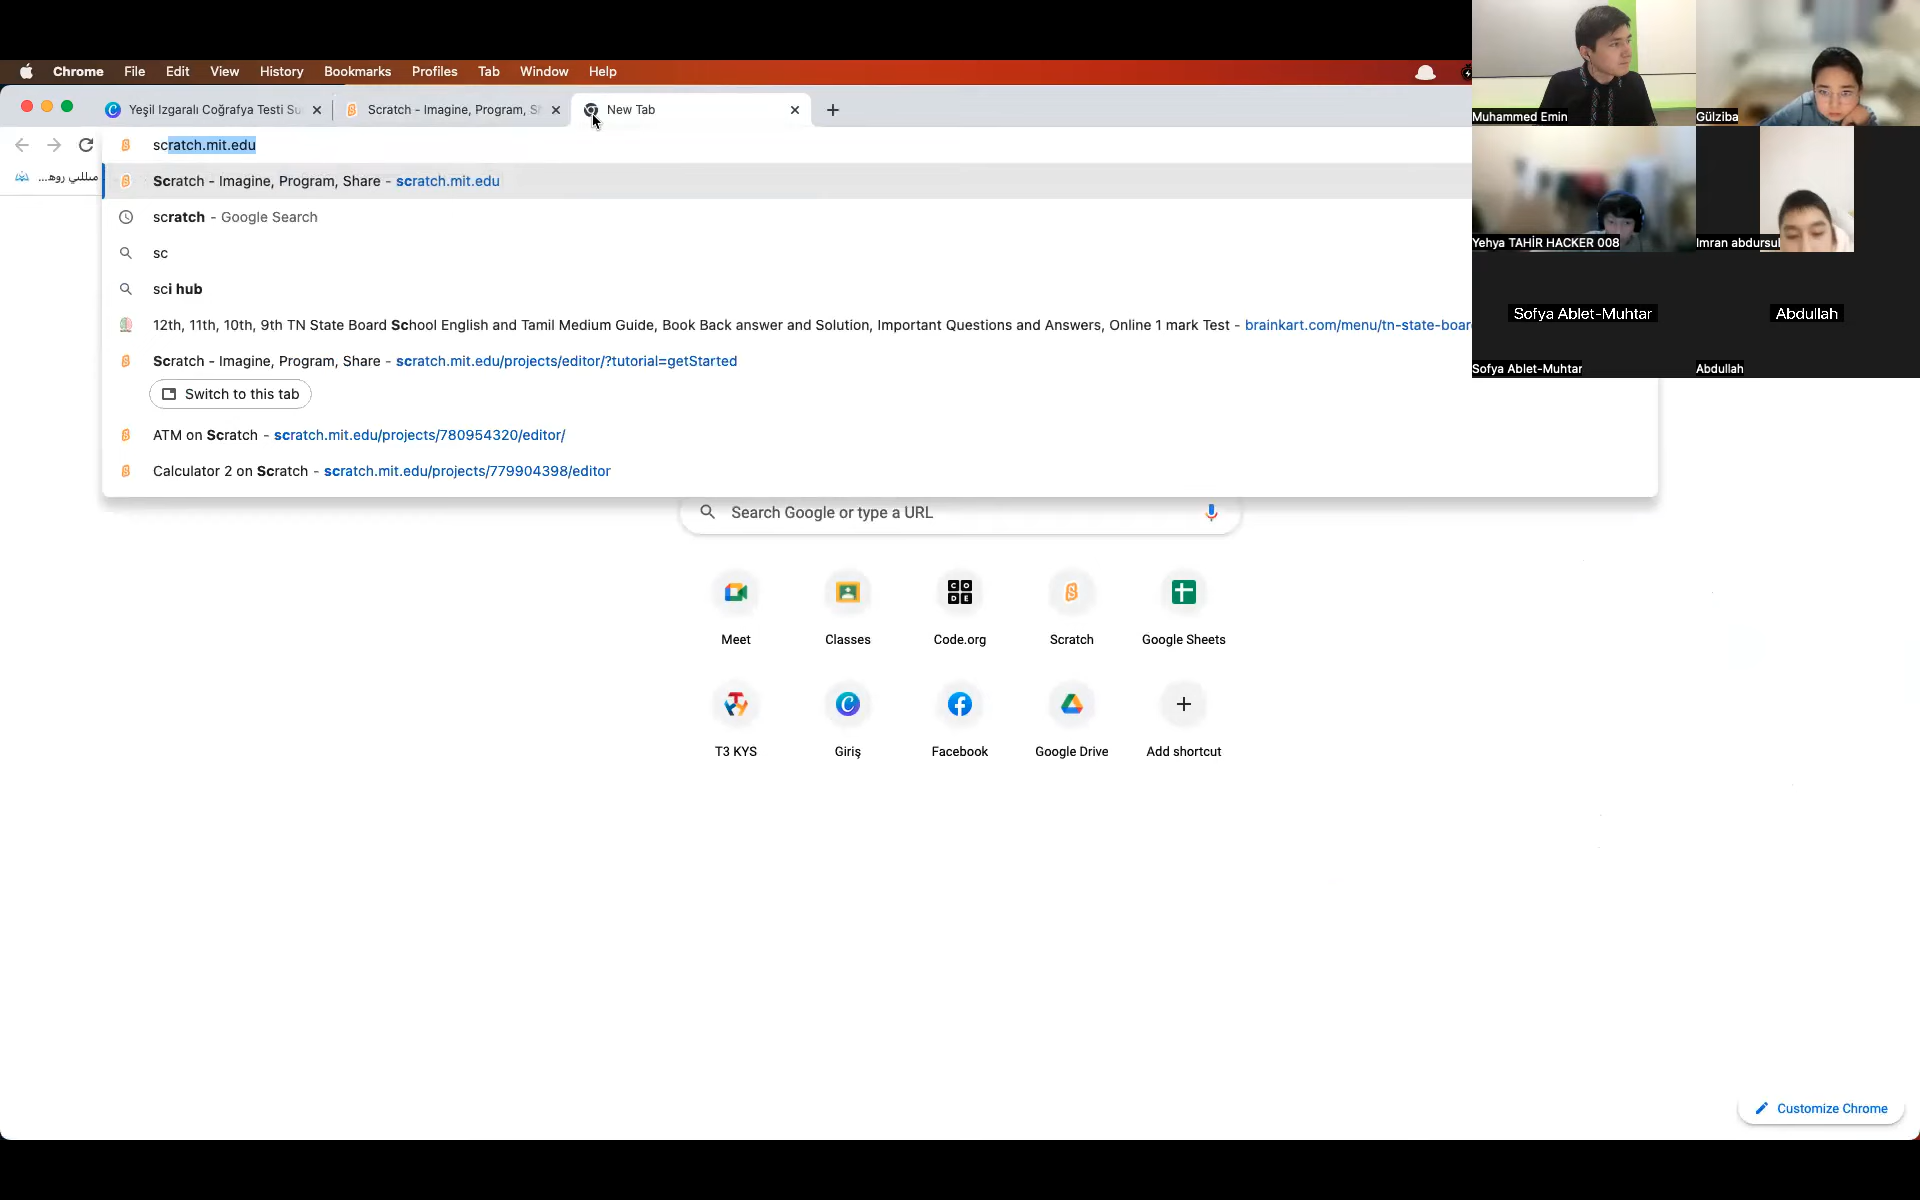 Chrome File Edit View History Bookmarks Profiles Tab Window Help
Yeşil Izgaralı Coğrafya Testi Su
Scratch - Imagine, Program, S
New Tab
scratch.mit.edu
Scratch - Imagine, Program, Share - scratch.mit.edu
scratch - Google Search
sc
sci hub
12th, 11th, 10th, 9th TN State Board School English and Tamil Medium Guide, Book Back answer and Solution, Important Questions and Answers, Online 1 mark Test - brainkart.com/menu/tn-state-boar
Scratch - Imagine, Program, Share - scratch.mit.edu/projects/editor/?tutorial=getStarted
Switch to this tab
ATM on Scratch - scratch.mit.edu/projects/780954320/editor/
Calculator 2 on Scratch - scratch.mit.edu/projects/779904398/editor
Search Google or type a URL
Meet
Classes
CODE
Code.org
Scratch
Google Sheets
T3 KYS
Giriş
Facebook
Google Drive
Add shortcut
Customize Chrome
Muhammed Emin
Gülziba
Yehya TAHİR HACKER 008
Imran abdursul
Sofya Ablet-Muhtar
Abdullah
Sofya Ablet-Muhtar
Abdullah